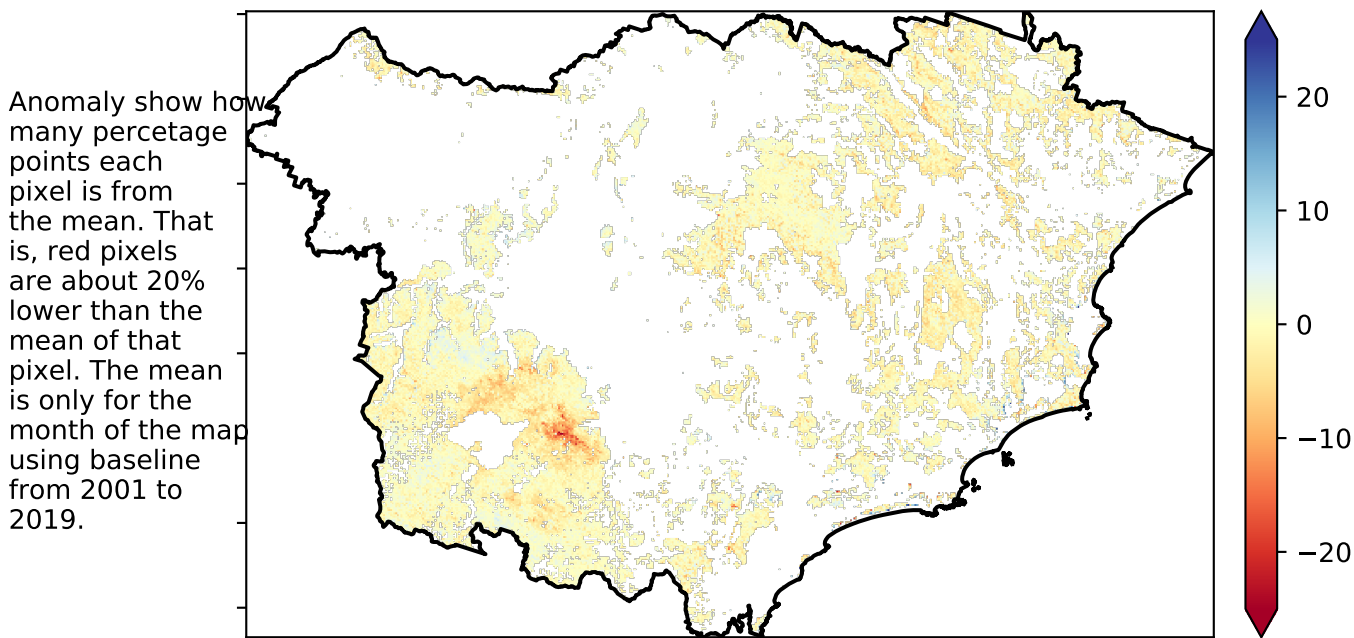 Anomaly show how
many percetage
points each
pixel is from
the mean. That
is, red pixels
are about 20%
lower than the
mean of that
pixel. The mean
is only for the
month of the map
using baseline
from 2001 to
2019.
20
10
0
−10
−20